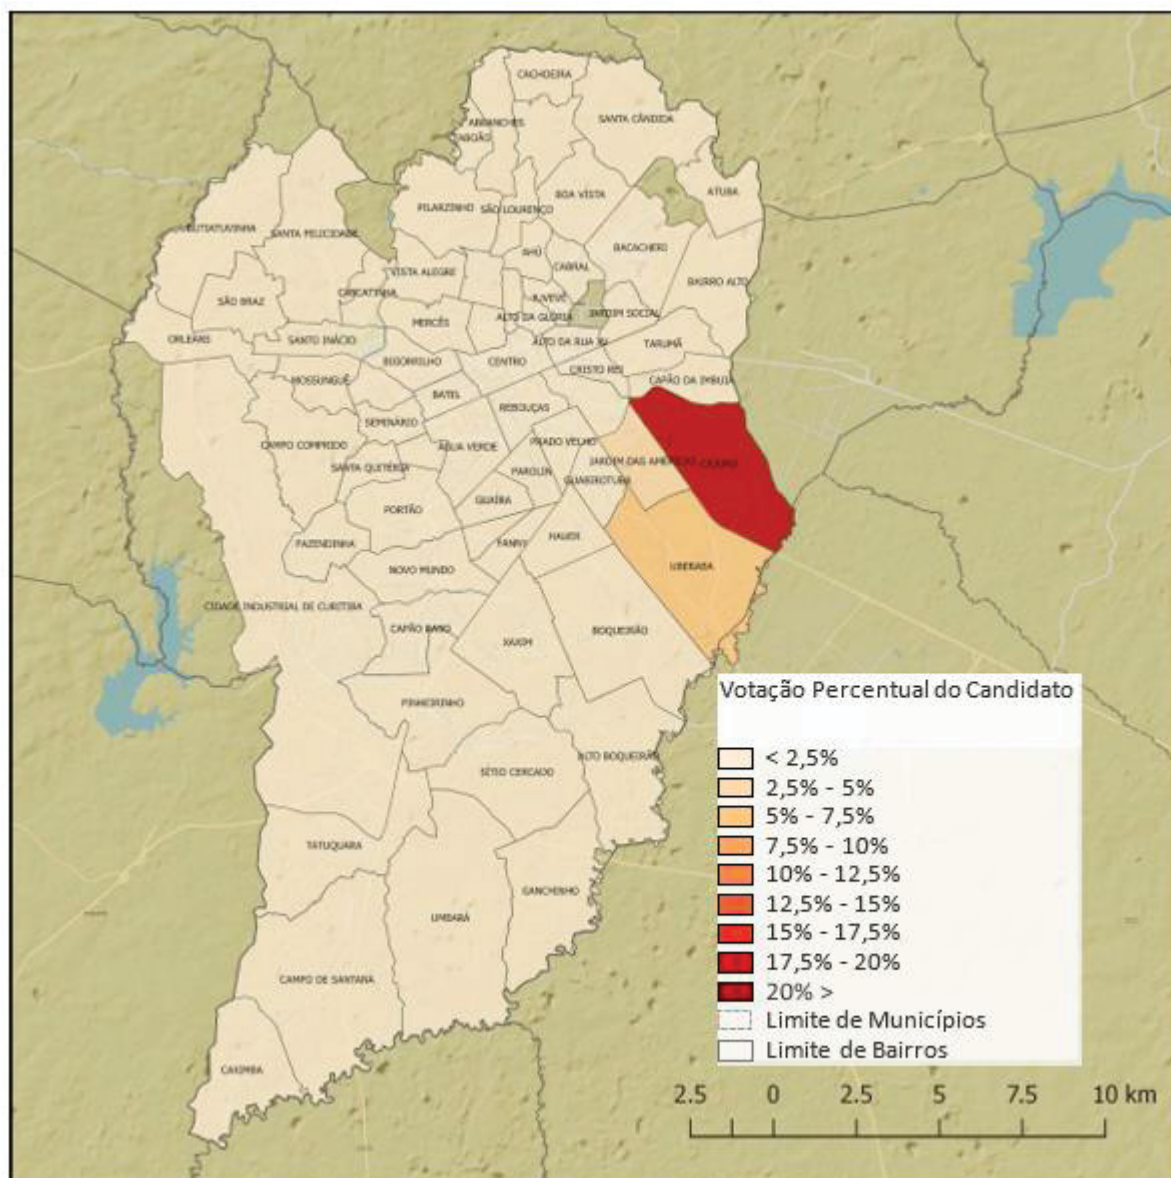 CACHOEIRA
ABRANCHES
SANTA CÂNDIDA
TABOÃO
ATUBA
BOA VISTA
PILARZINHO
SÃO LOURENÇO
BUTIATUVINHA
SANTA FELICIDADE
BACACHERI
AHÚ
CABRAL
VISTA ALEGRE
BAIRRO ALTO
CASCATINHA
SÃO BRAZ
JUVEVÊ
ALTO DA GLÓRIA
JARDIM SOCIAL
MERCÊS
ORLEANS
SANTO INÁCIO
ALTO DA RUA XV
TARUMÃ
BIGORRILHO
CENTRO
CRISTO REI
MOSSUNGUÊ
CAPÃO DA IMBUIA
BATEL
REBOUÇAS
SEMINÁRIO
CAMPO COMPRIDO
ÁGUA VERDE
PRADO VELHO
JARDIM DAS AMÉRICAS
CAJURU
SANTA QUITÉRIA
PAROLIN
GUABIROTUBA
GUAÍRA
PORTÃO
FAZENDINHA
FANNY
HAUER
NOVO MUNDO
UBERABA
CIDADE INDUSTRIAL DE CURITIBA
CAPÃO RASO
XAXIM
BOQUEIRÃO
PINHEIRINHO
ALTO BOQUEIRÃO
SÍTIO CERCADO
TATUQUARA
GANCHINHO
UMBARÁ
CAMPO DE SANTANA
CAXIMBA
Votação Percentual do Candidato
< 2,5%
2,5% - 5%
5% - 7,5%
7,5% - 10%
10% - 12,5%
12,5% - 15%
15% - 17,5%
17,5% - 20%
20% >
Limite de Municípios
Limite de Bairros
2.5 0 2.5 5 7.5 10 km